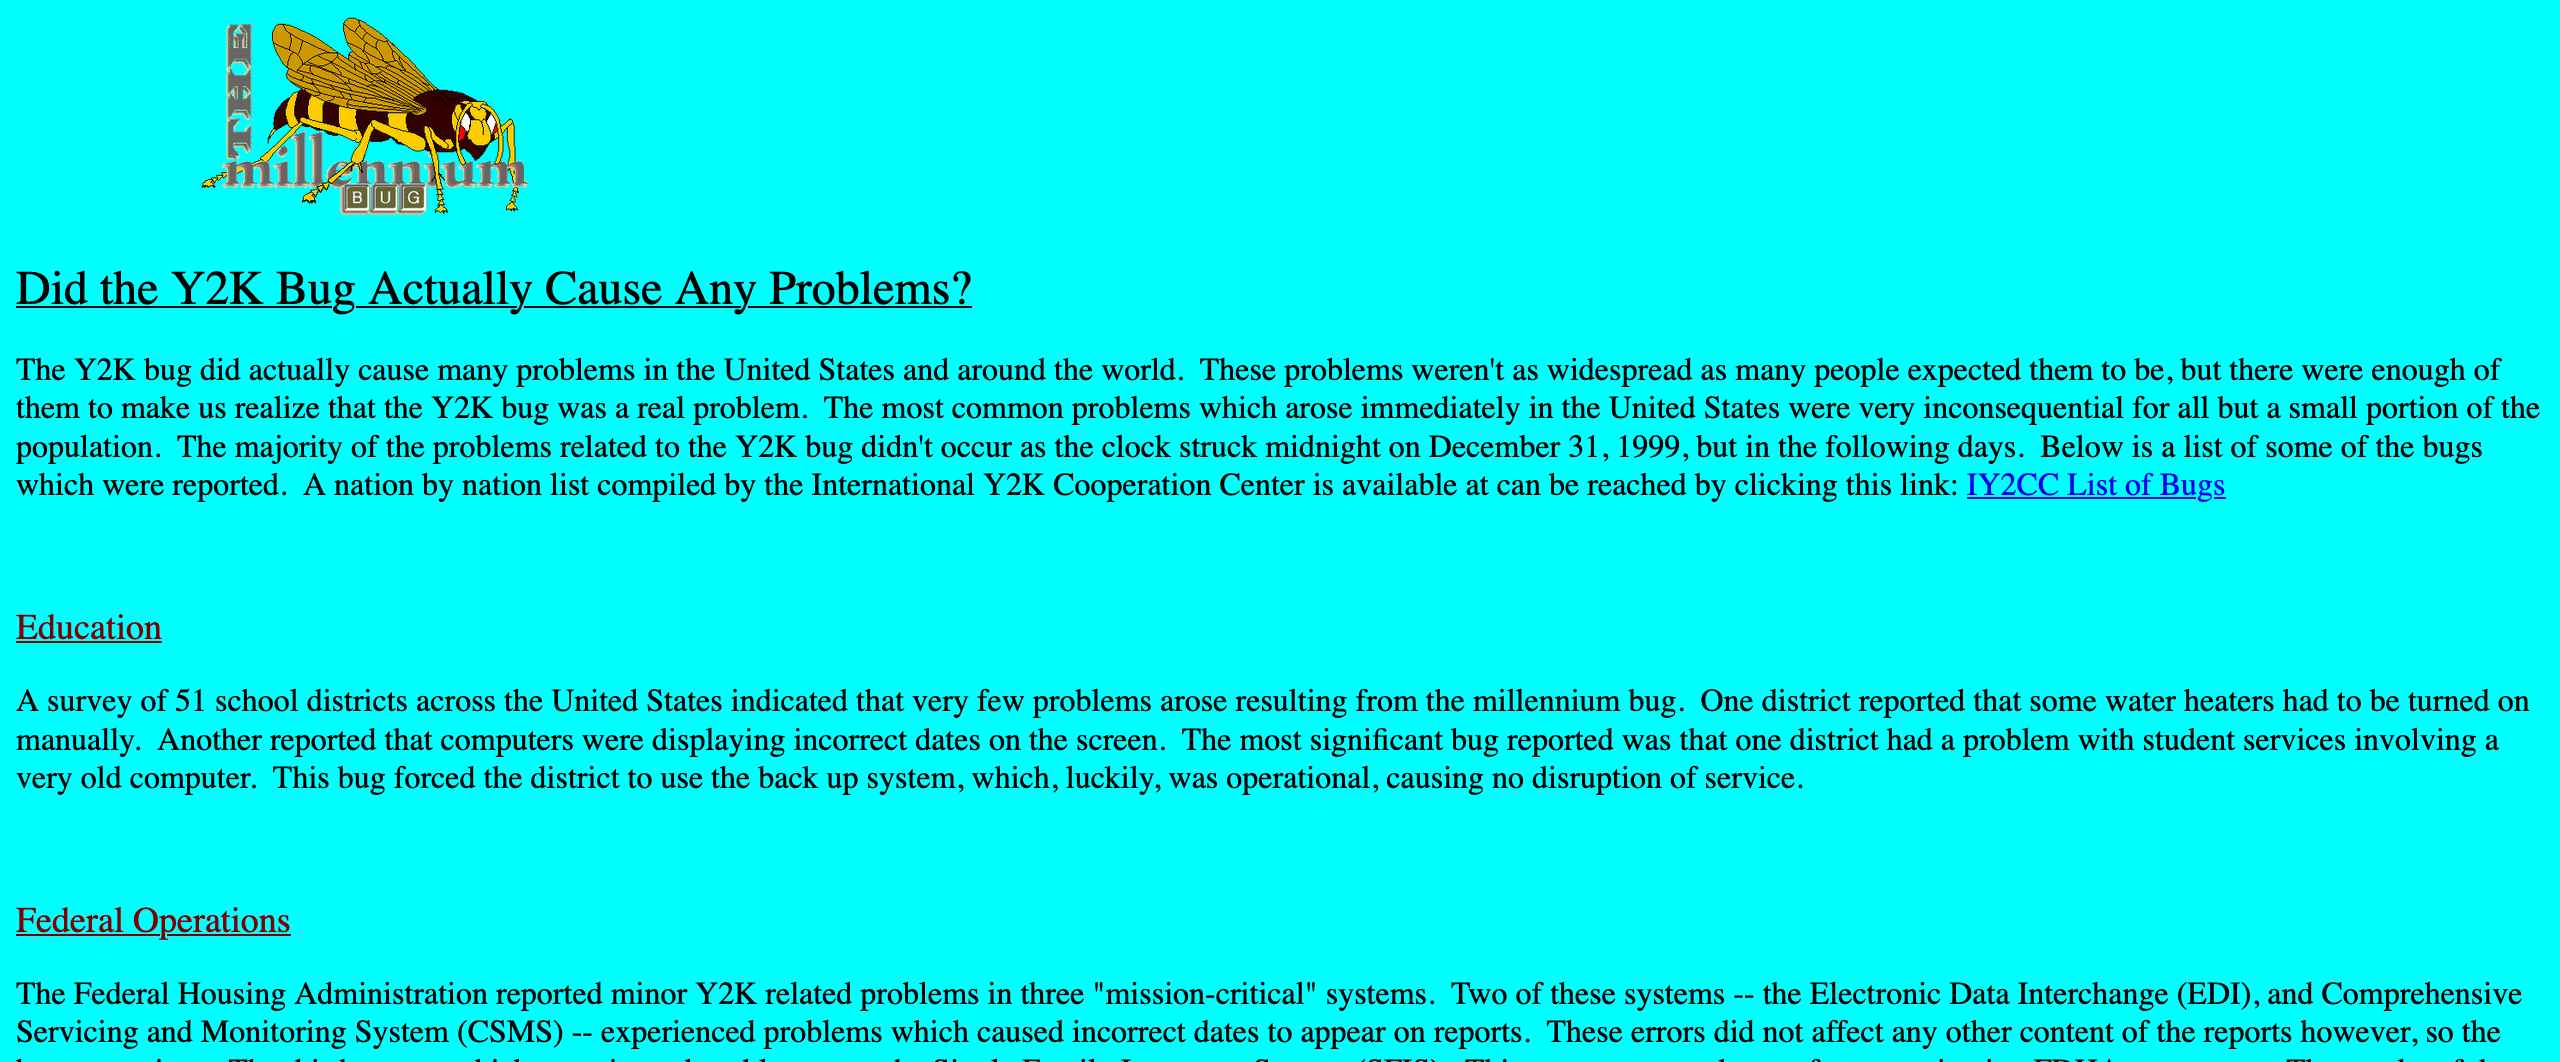 THE
millennium
BUG
Did the Y2K Bug Actually Cause Any Problems?
The Y2K bug did actually cause many problems in the United States and around the world.  These problems weren't as widespread as many people expected them to be, but there were enough of
them to make us realize that the Y2K bug was a real problem.  The most common problems which arose immediately in the United States were very inconsequential for all but a small portion of the
population.  The majority of the problems related to the Y2K bug didn't occur as the clock struck midnight on December 31, 1999, but in the following days.  Below is a list of some of the bugs
which were reported.  A nation by nation list compiled by the International Y2K Cooperation Center is available at can be reached by clicking this link: IY2CC List of Bugs
Education
A survey of 51 school districts across the United States indicated that very few problems arose resulting from the millennium bug.  One district reported that some water heaters had to be turned on
manually.  Another reported that computers were displaying incorrect dates on the screen.  The most significant bug reported was that one district had a problem with student services involving a
very old computer.  This bug forced the district to use the back up system, which, luckily, was operational, causing no disruption of service.
Federal Operations
The Federal Housing Administration reported minor Y2K related problems in three "mission-critical" systems.  Two of these systems -- the Electronic Data Interchange (EDI), and Comprehensive
Servicing and Monitoring System (CSMS) -- experienced problems which caused incorrect dates to appear on reports.  These errors did not affect any other content of the reports however, so the